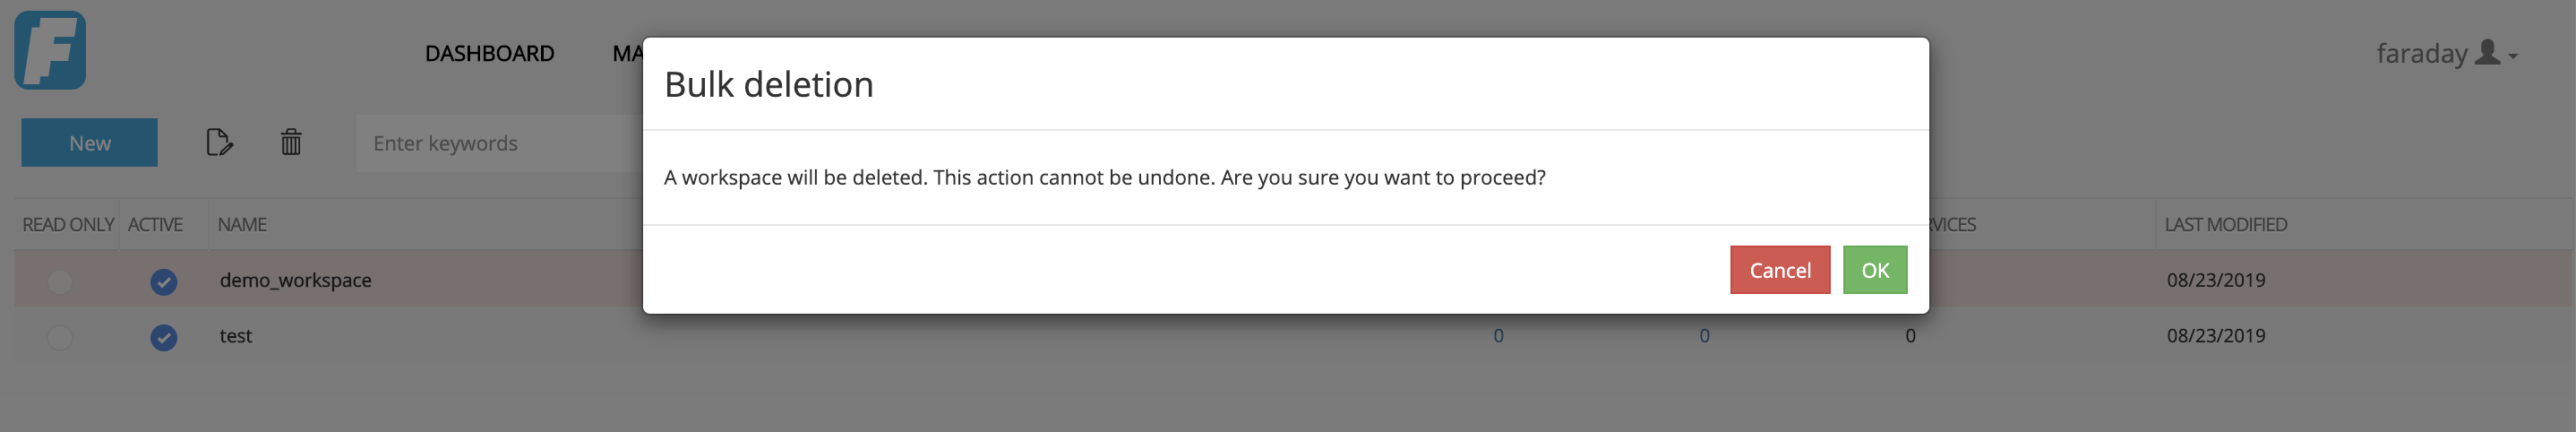 F
DASHBOARD
faraday
Bulk deletion
New
Enter keywords
A workspace will be deleted. This action cannot be undone. Are you sure you want to proceed?
READ ONLY ACTIVE NAME LAST MODIFIED
Cancel OK
demo_workspace 08/23/2019
test 0 0 0 08/23/2019